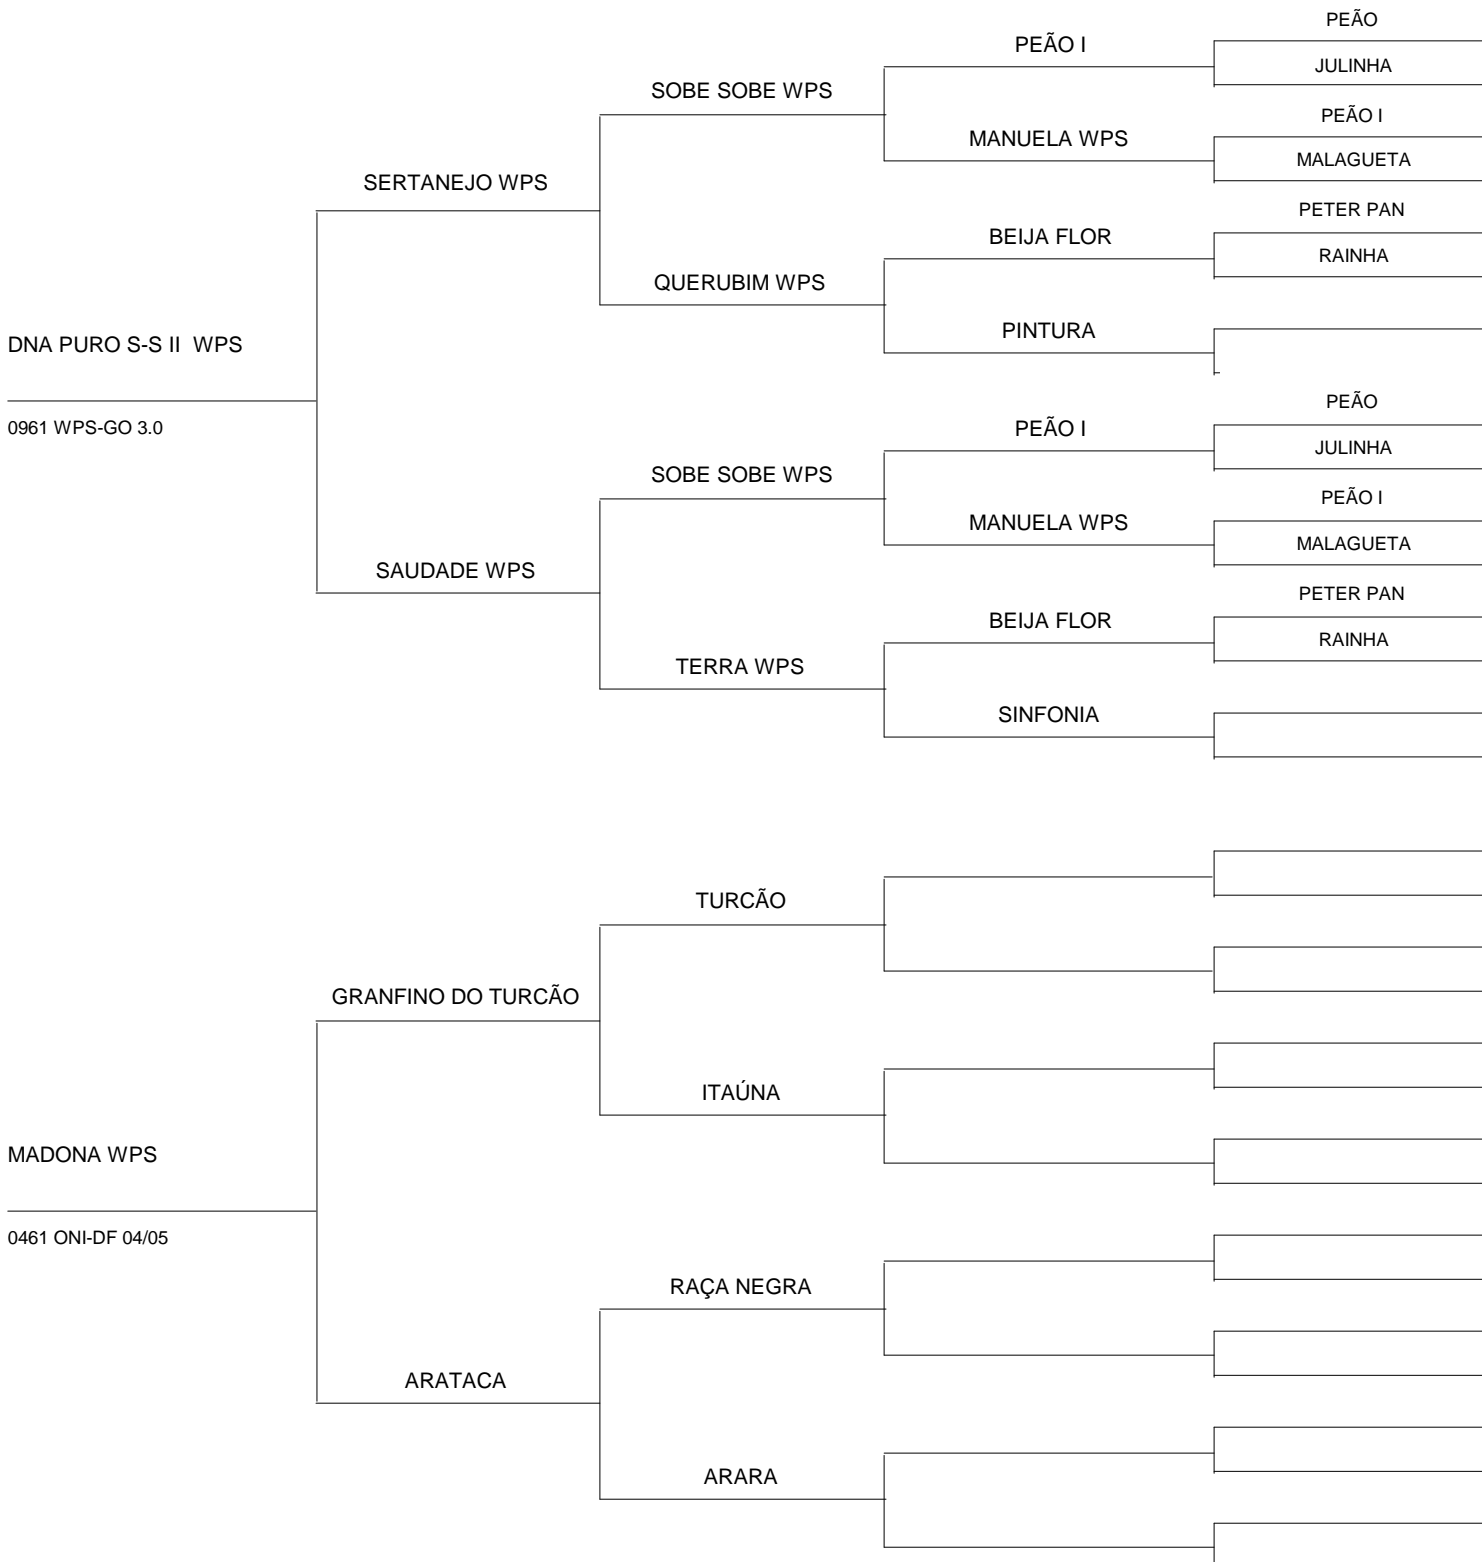 PEÃO
PEÃO I
JULINHA
SOBE SOBE WPS
PEÃO I
MANUELA WPS
MALAGUETA
SERTANEJO WPS
PETER PAN
BEIJA FLOR
RAINHA
QUERUBIM WPS
PINTURA
DNA PURO S-S II  WPS
0961 WPS-GO 3.0
PEÃO
PEÃO I
JULINHA
SOBE SOBE WPS
PEÃO I
MANUELA WPS
MALAGUETA
SAUDADE WPS
PETER PAN
BEIJA FLOR
RAINHA
TERRA WPS
SINFONIA
TURCÃO
GRANFINO DO TURCÃO
ITAÚNA
MADONA WPS
0461 ONI-DF 04/05
RAÇA NEGRA
ARATACA
ARARA